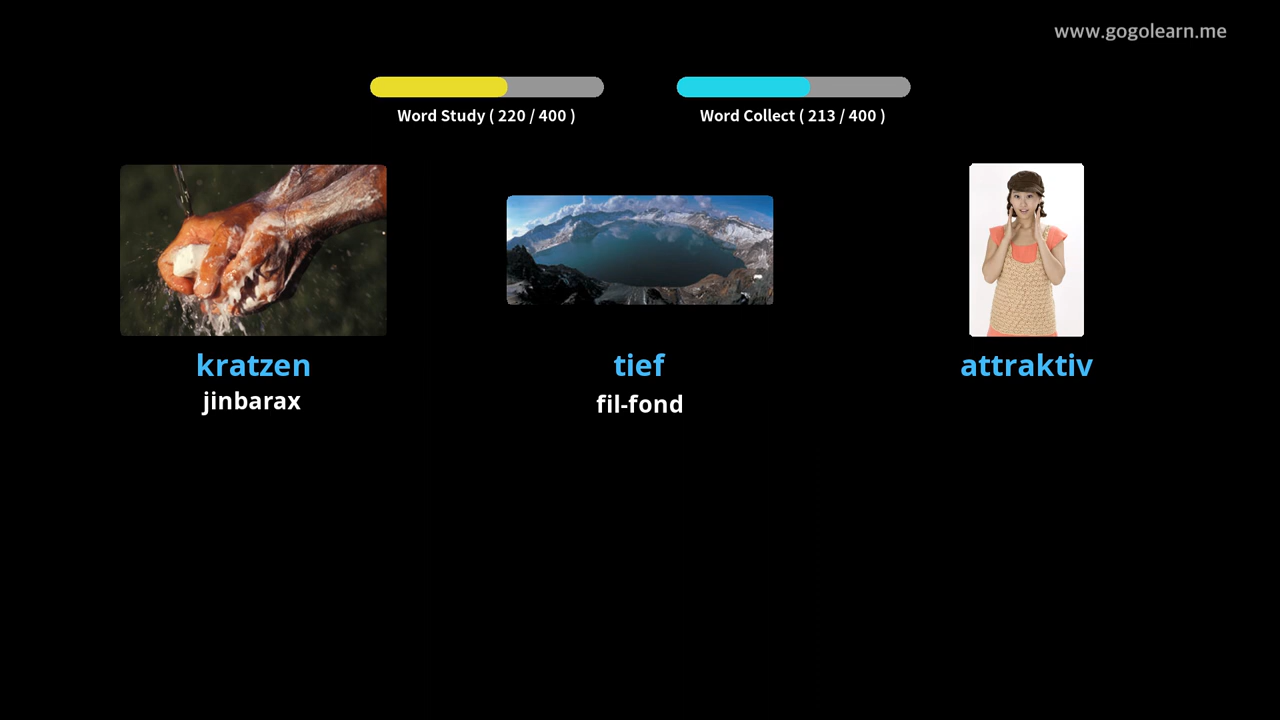 www.gogolearn.me
Word Study ( 220 / 400 )
Word Collect ( 213 / 400 )
kratzen
jinbarax
tief
fil-fond
attraktiv